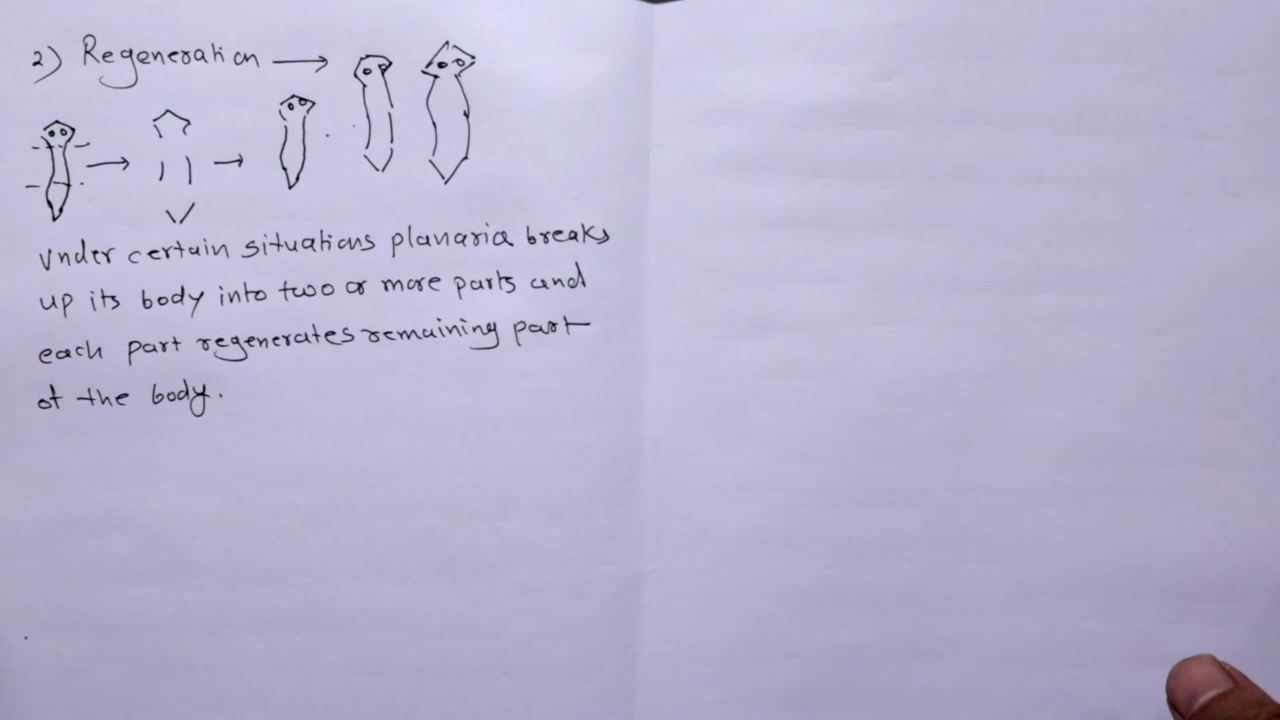 2) Regeneration →
Under certain situations planaria breaks
up its body into two or more parts and
each part regenerates remaining part
of the body.